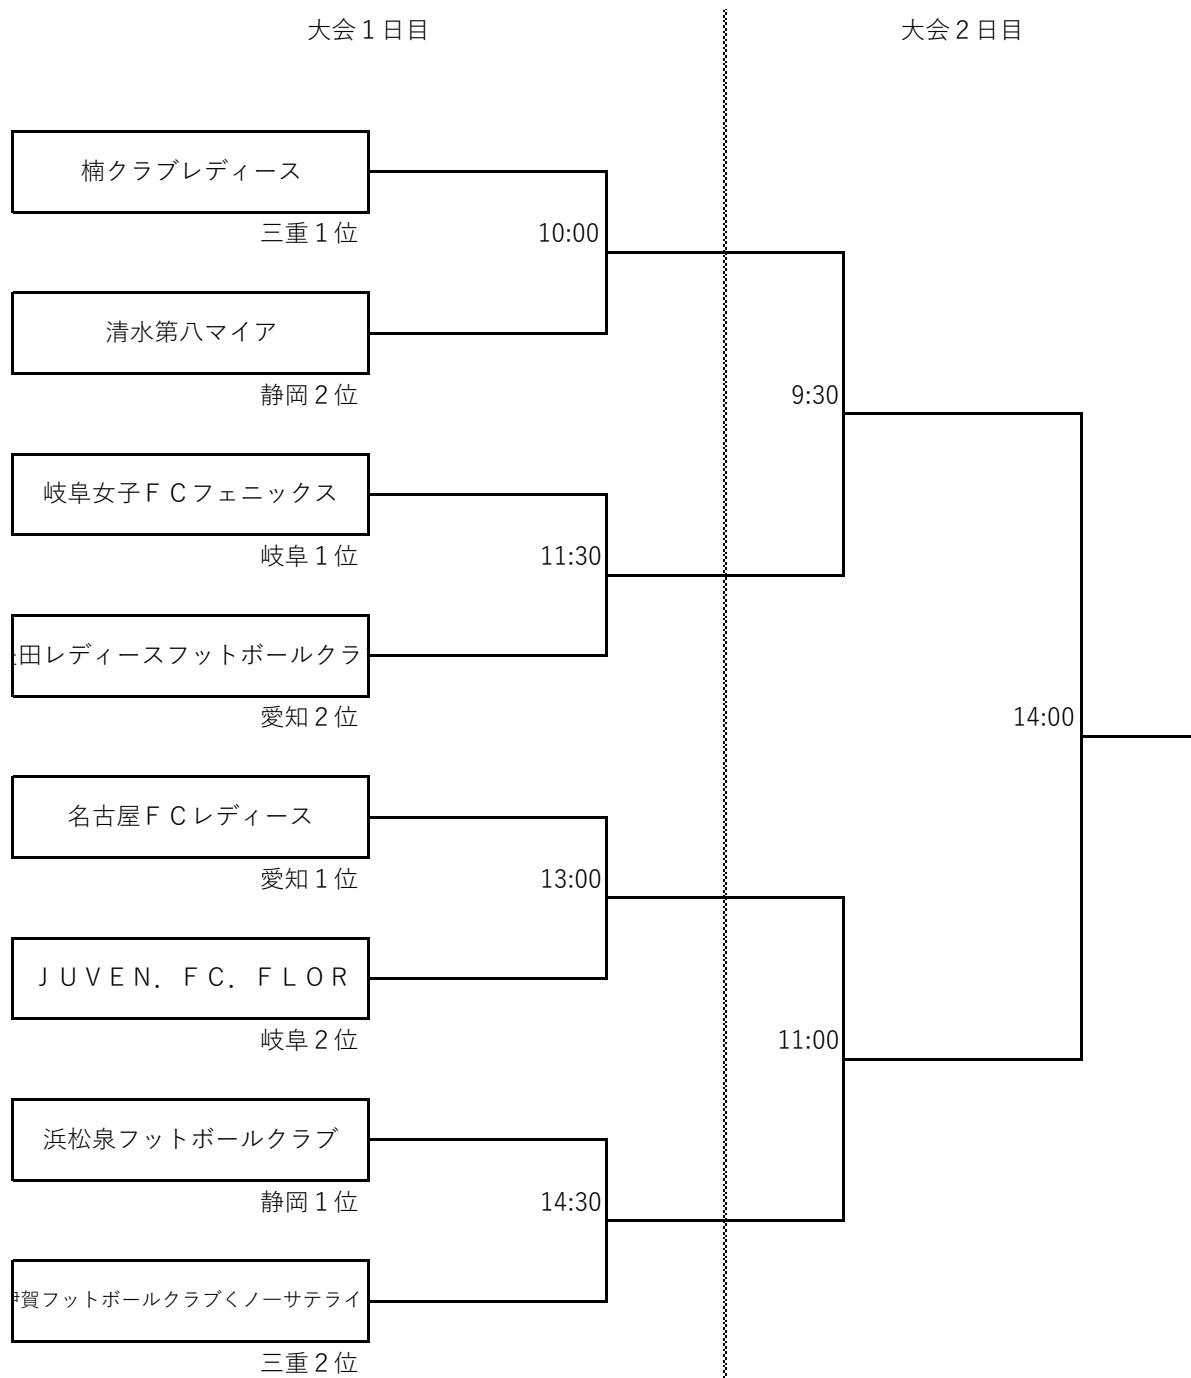 大会１日目
大会２日目
楠クラブレディース
三重１位
10:00
清水第八マイア
静岡２位
9:30
岐阜女子ＦＣフェニックス
岐阜１位
11:30
田レディースフットボールクラ
愛知２位
14:00
名古屋ＦＣレディース
愛知１位
13:00
ＪＵＶＥＮ．ＦＣ．ＦＬＯＲ
岐阜２位
11:00
浜松泉フットボールクラブ
静岡１位
14:30
賀フットボールクラブくノ一サテライ
三重２位